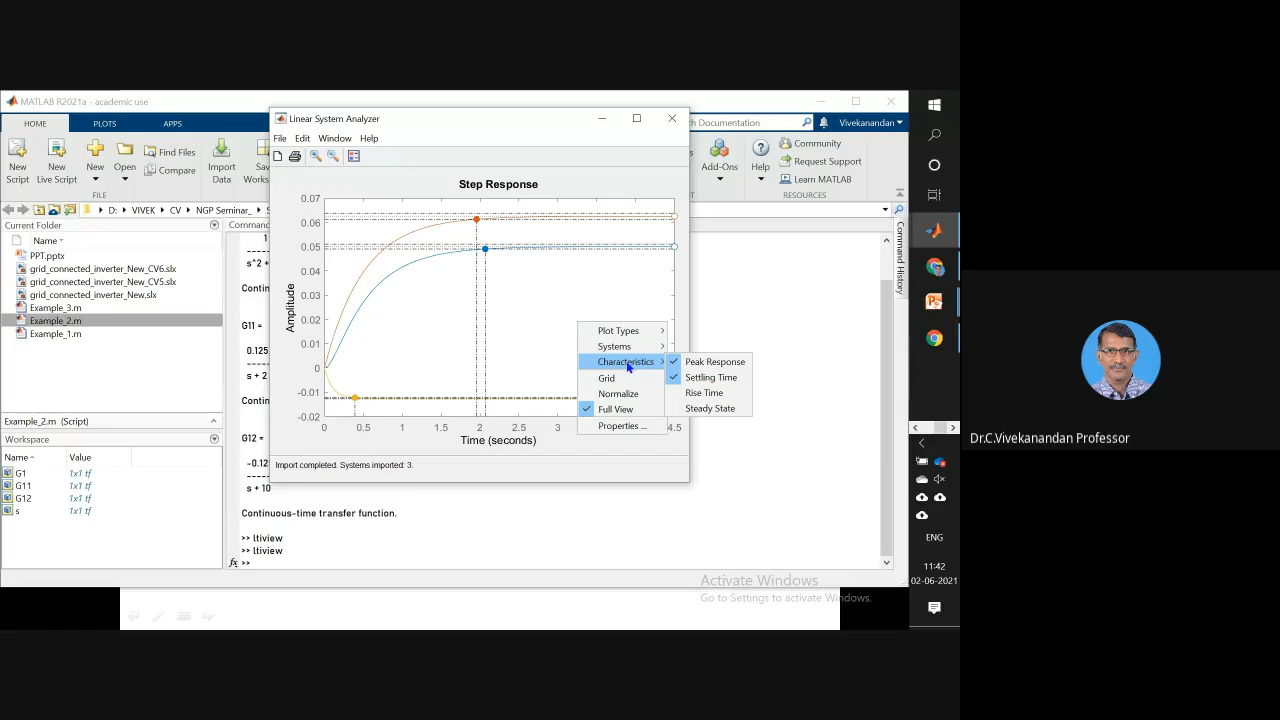 MATLAB R2021a - academic use
HOME
PLOTS
APPS
New Script
New Live Script
New
Open
Find Files
Compare
Import Data
FILE
Documentation
Vivekanandan
Add-Ons
Help
Community
Request Support
Learn MATLAB
RESOURCES
D:
VIVEK
CV
NGP Seminar_
Current Folder
Name
PPT.pptx
grid_connected_inverter_New_CV6.slx
grid_connected_inverter_New_CV5.slx
grid_connected_inverter_New.slx
Example_3.m
Example_2.m
Example_1.m
Example_2.m (Script)
Workspace
Name Value
G1 1x1 tf
G11 1x1 tf
G12 1x1 tf
s 1x1 tf
1
s^2 +
G11 =
0.125
s + 2
G12 =
-0.12
s + 10
Continuous-time transfer function.
>> ltiview
>> ltiview
fx >>
Command History
Linear System Analyzer
File Edit Window Help
Step Response
0.07
0.06
0.05
0.04
0.03
0.02
0.01
0
-0.01
-0.02
Amplitude
0 0.5 1 1.5 2 2.5 3 4.5
Time (seconds)
Import completed. Systems imported: 3.
Plot Types
Systems
Characteristics
Grid
Normalize
Full View
Properties ...
Peak Response
Settling Time
Rise Time
Steady State
Activate Windows
Go to Settings to activate Windows.
ENG
11:42
02-06-2021
Dr.C.Vivekanandan Professor